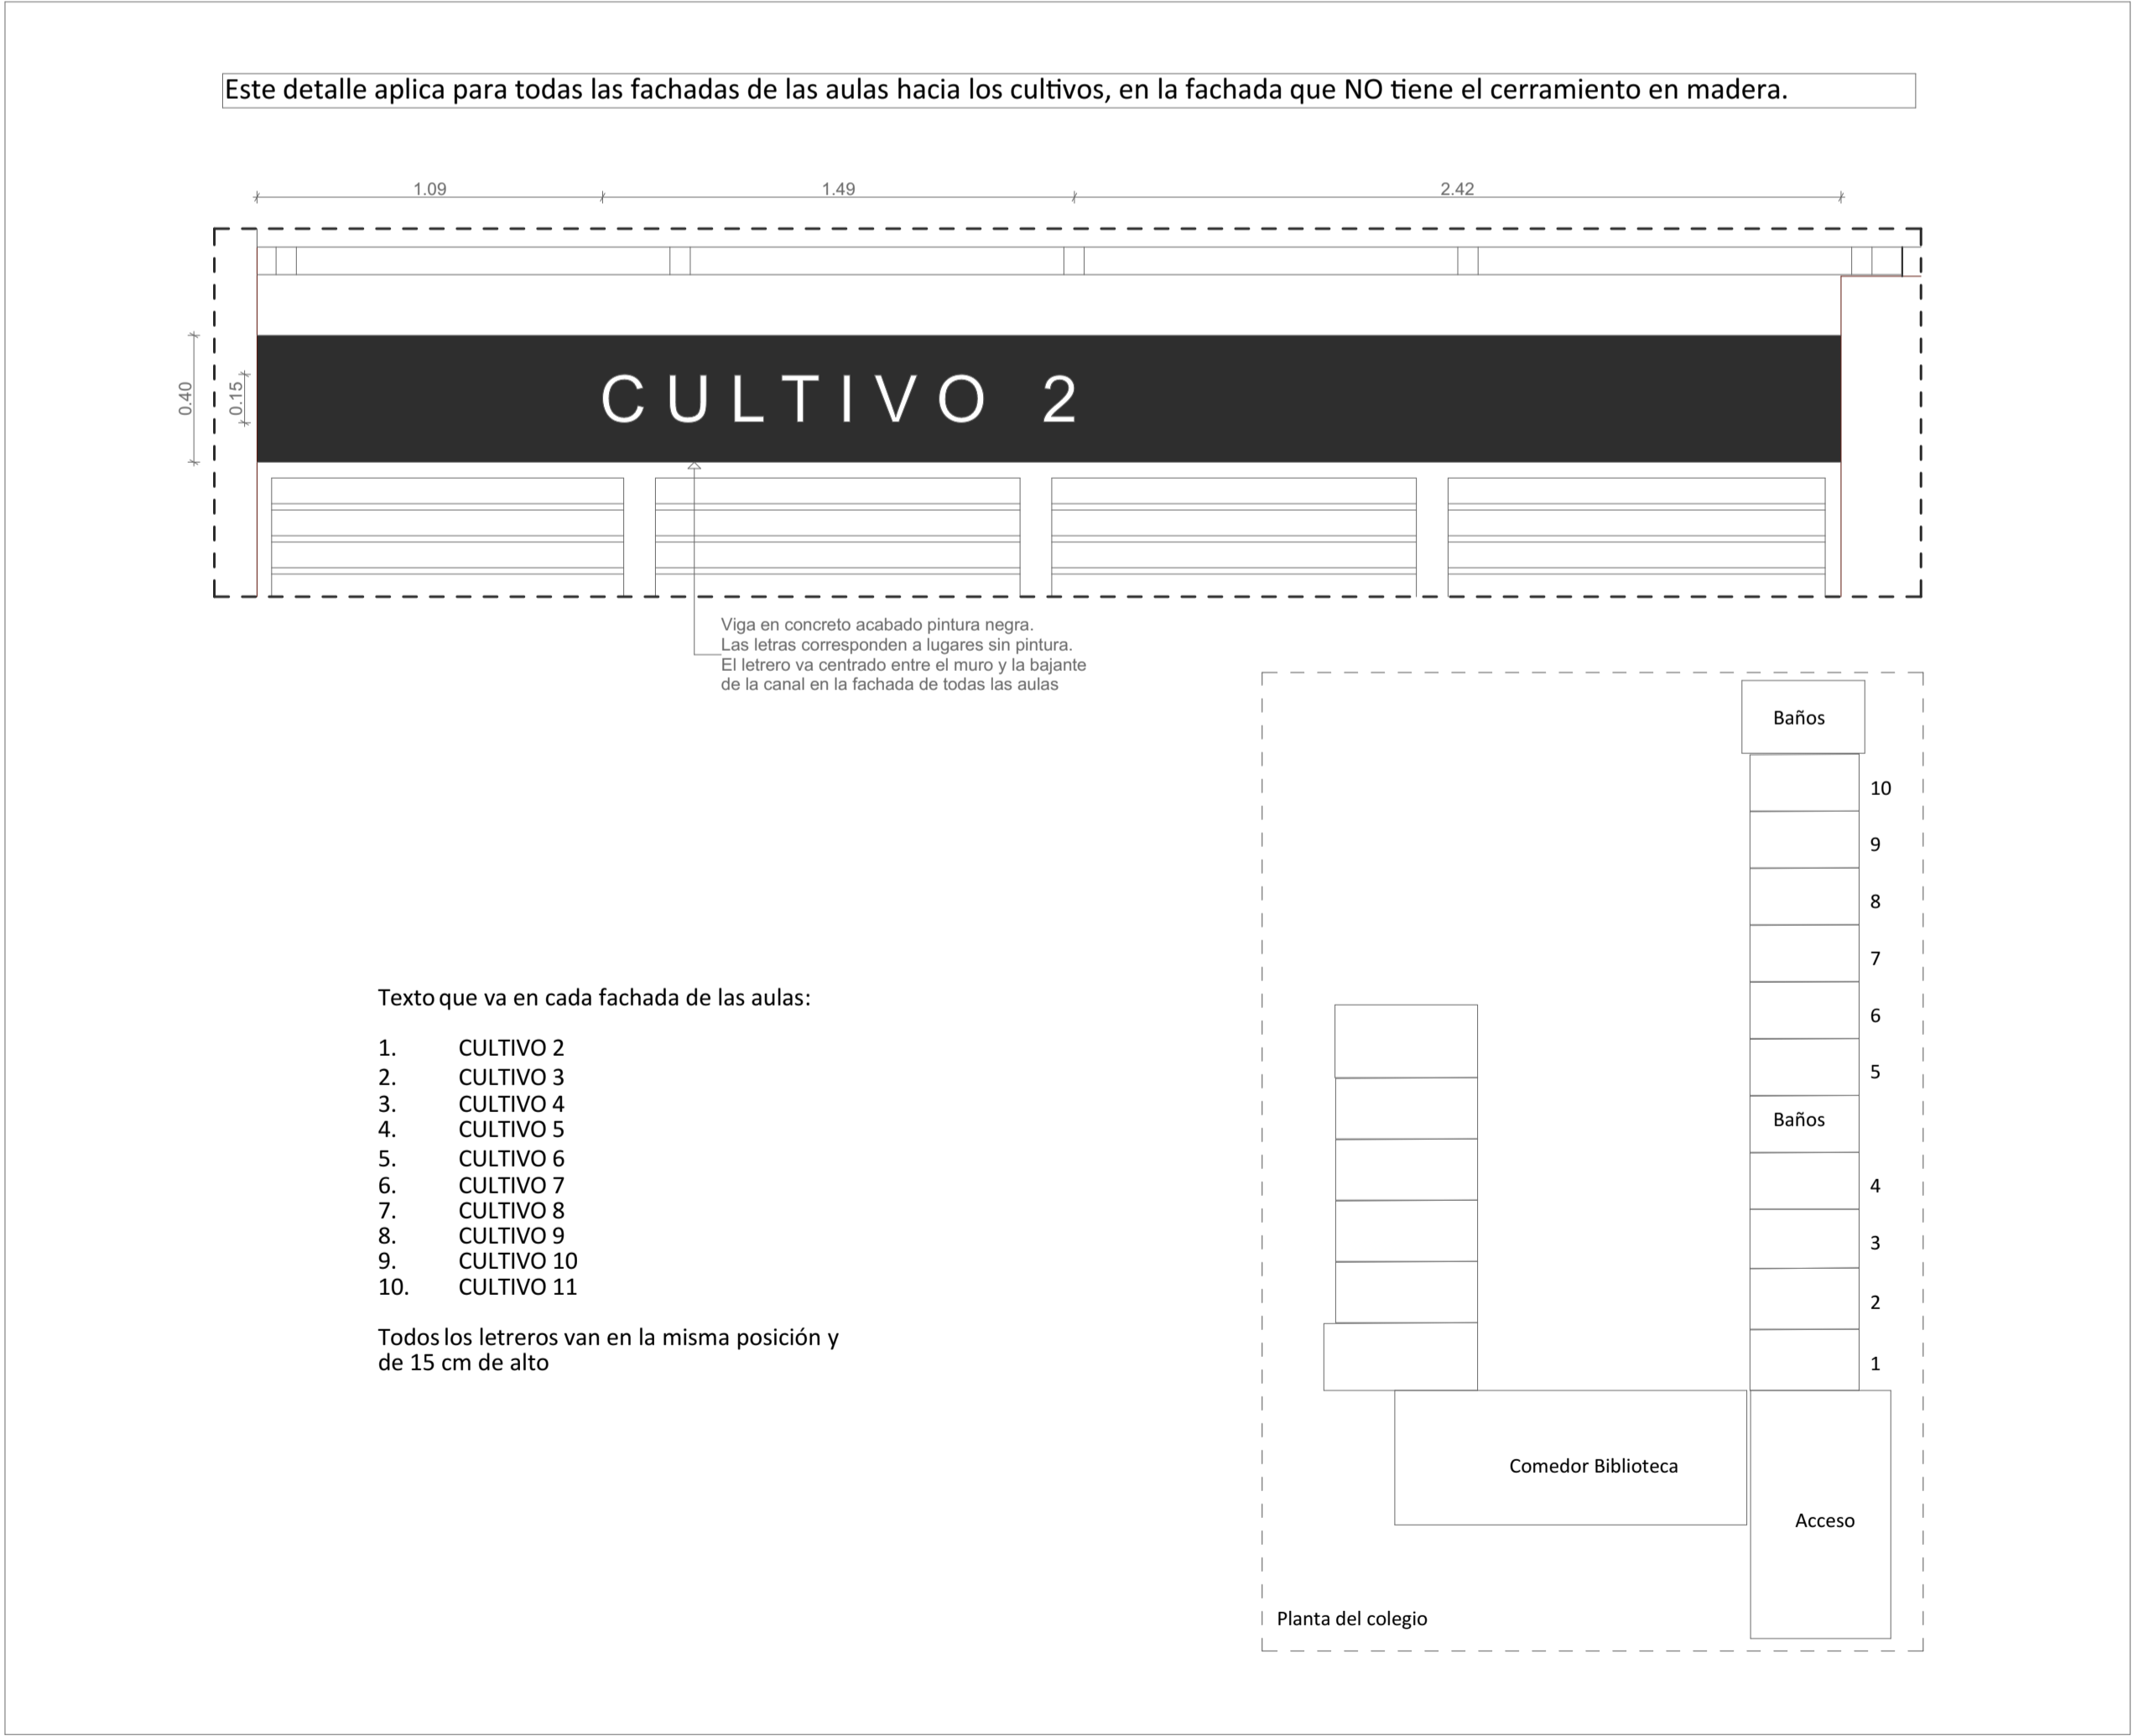 Este detalle aplica para todas las fachadas de las aulas hacia los cultivos, en la fachada que NO tiene el cerramiento en madera.
1.09
1.49
2.42
0.40
0.15
CULTIVO 2
Viga en concreto acabado pintura negra.
Las letras corresponden a lugares sin pintura.
El letrero va centrado entre el muro y la bajante
de la canal en la fachada de todas las aulas
Texto que va en cada fachada de las aulas:
1. CULTIVO 2
2. CULTIVO 3
3. CULTIVO 4
4. CULTIVO 5
5. CULTIVO 6
6. CULTIVO 7
7. CULTIVO 8
8. CULTIVO 9
9. CULTIVO 10
10. CULTIVO 11
Todos los letreros van en la misma posición y
de 15 cm de alto
Baños
10
9
8
7
6
5
Baños
4
3
2
1
Comedor Biblioteca
Acceso
Planta del colegio